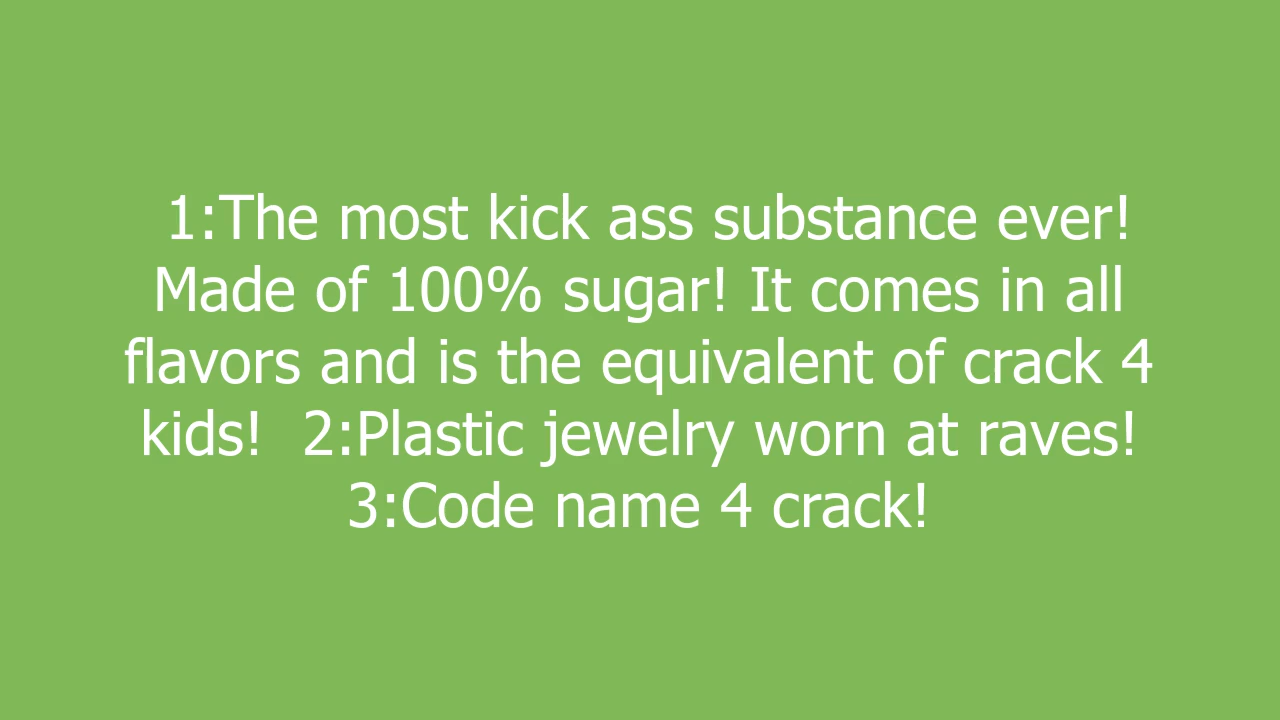 1:The most kick ass substance ever!
Made of 100% sugar! It comes in all
flavors and is the equivalent of crack 4
kids!  2:Plastic jewelry worn at raves!
3:Code name 4 crack!